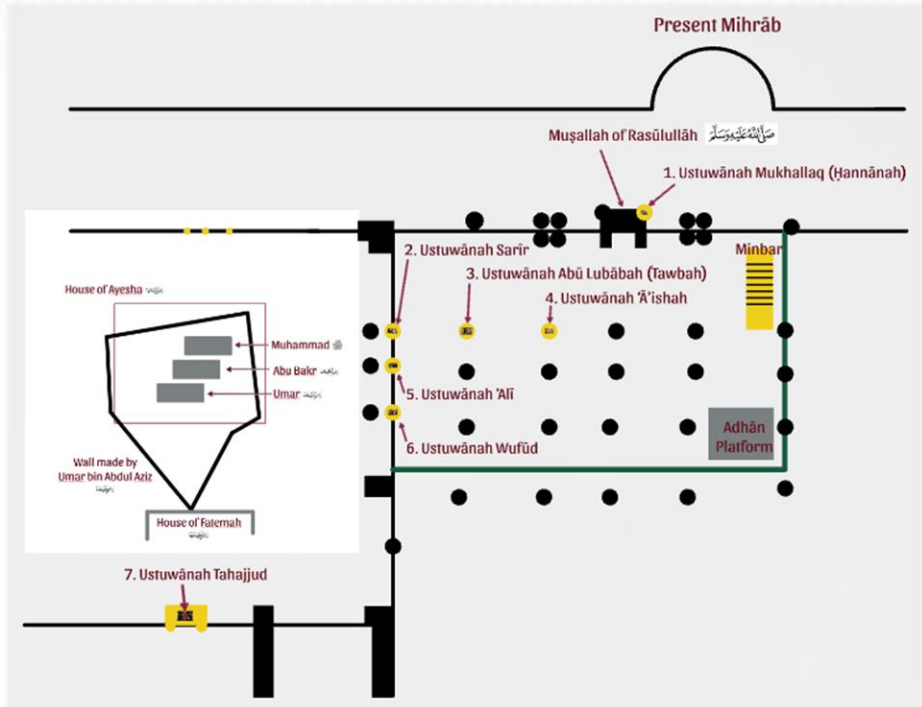 Present Mihrāb
Muṣallah of Rasūlullāh صَلَّى اللَّهُ عَلَيْهِ وَسَلَّمَ
1. Ustuwānah Mukhallaq (Ḥannānah)
2. Ustuwānah Sarīr
Minbar
3. Ustuwānah Abū Lubābah (Tawbah)
4. Ustuwānah 'Ā'ishah
House of Ayesha
Muhammad ﷺ
Abu Bakr
Umar
5. Ustuwānah 'Alī
6. Ustuwānah Wufūd
Adhān
Platform
Wall made by
Umar bin Abdul Aziz
House of Fatemah
7. Ustuwānah Tahajjud